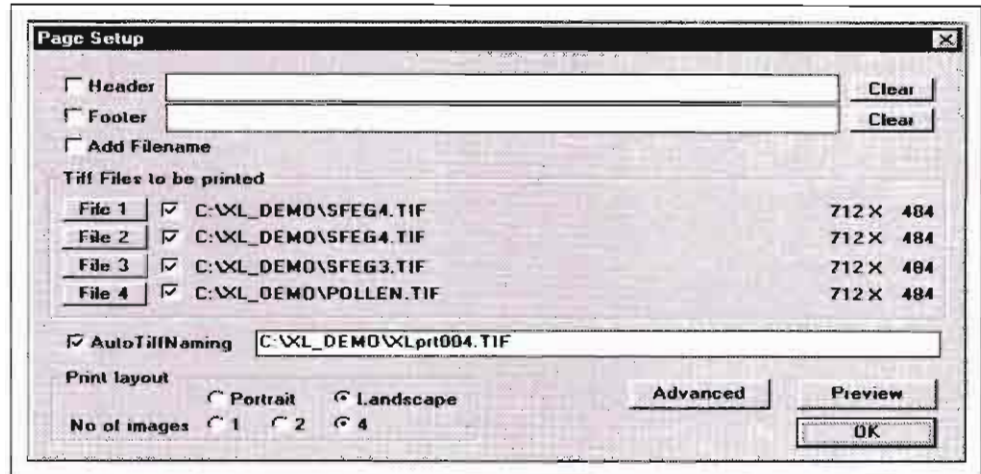 Page Setup
Header Clear
Footer Clear
Add Filename
Tiff Files to be printed
File 1 C:\XL_DEMO\SFEG4.TIF 712 X 484
File 2 C:\XL_DEMO\SFEG4.TIF 712 X 484
File 3 C:\XL_DEMO\SFEG3.TIF 712 X 484
File 4 C:\XL_DEMO\POLLEN.TIF 712 X 484
AutoTiffNaming C:\XL_DEMO\XLprt004.TIF
Print layout
Portrait Landscape Advanced Preview
No of images 1 2 4 OK